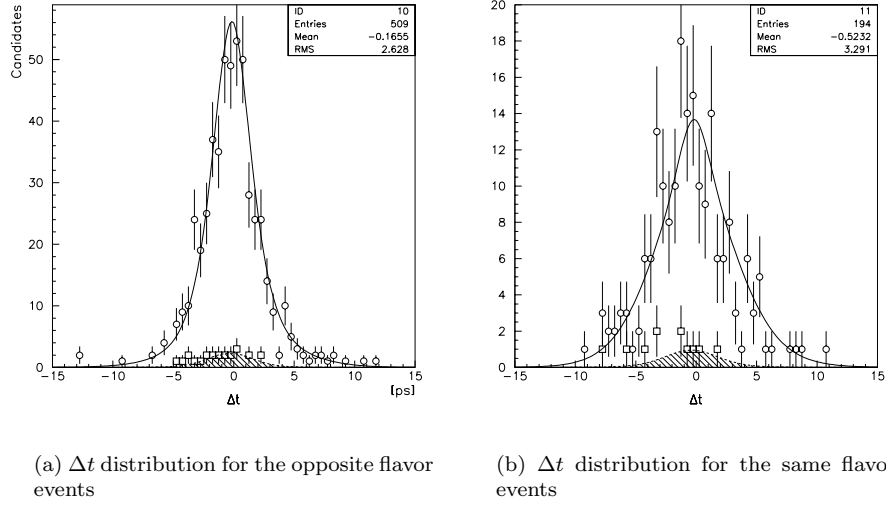 ID 10
Entries 509
Mean −0.1655
RMS 2.628
Candidates
50
40
30
20
10
0
−15 −10 −5 0 5 10 15
[ps]
Δt
ID 11
Entries 194
Mean −0.5232
RMS 3.291
20
18
16
14
12
10
8
6
4
2
0
−15 −10 −5 0 5 10 15
Δt
(a) Δt distribution for the opposite flavor
events
(b) Δt distribution for the same flavo
events